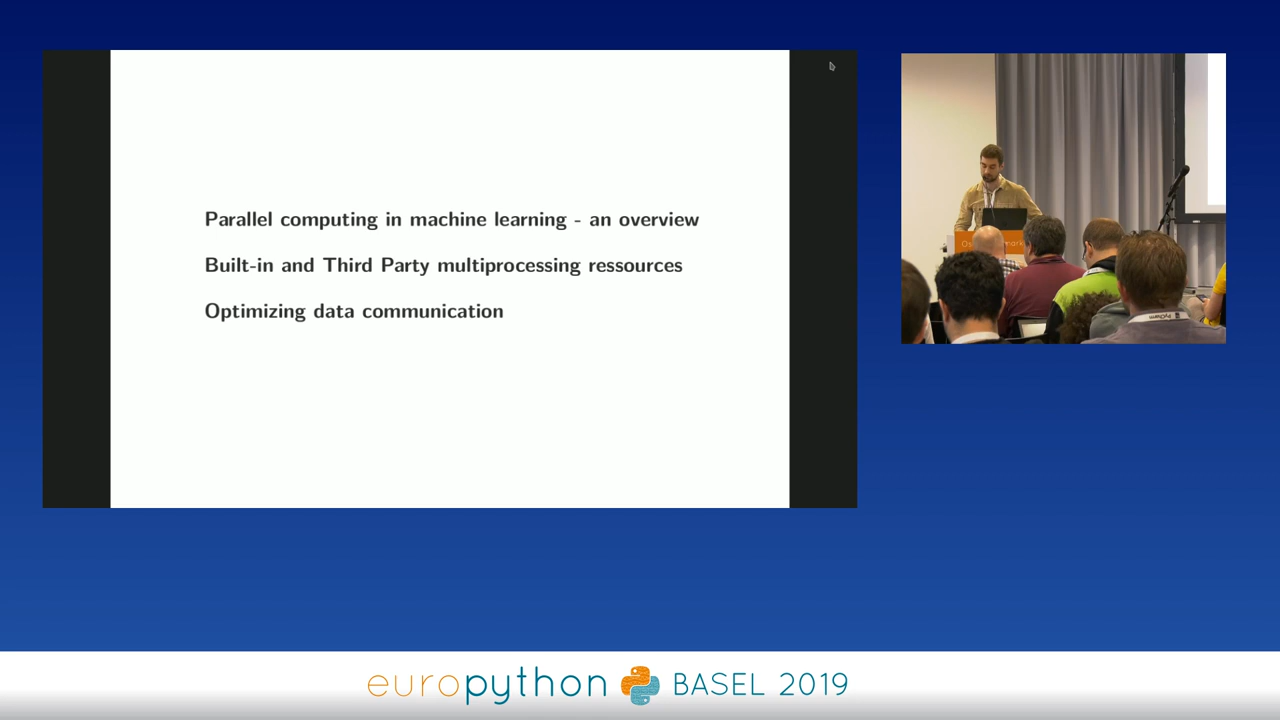 Parallel computing in machine learning - an overview
Built-in and Third Party multiprocessing ressources
Optimizing data communication
PyCharm
europython BASEL 2019